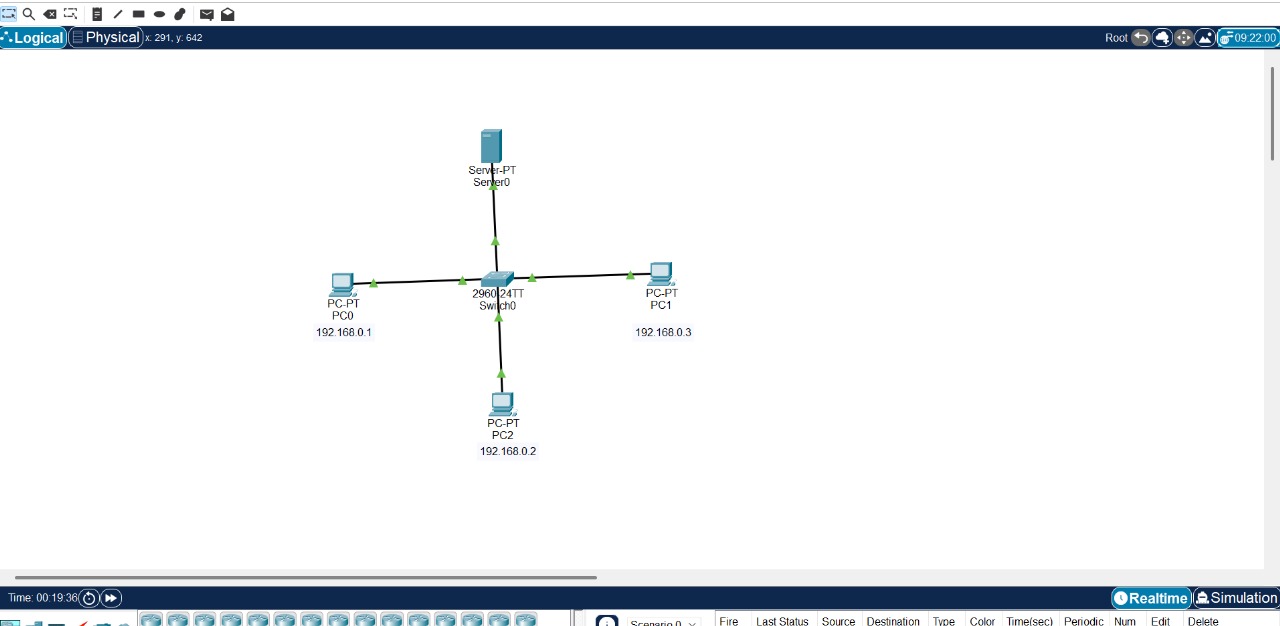 Logical Physical x: 291, y: 642 Root 09:22:00
Server-PT
Server0
2960-24TT
Switch0
PC-PT
PC0
192.168.0.1
PC-PT
PC1
192.168.0.3
PC-PT
PC2
192.168.0.2
Time: 00:19:36 Realtime Simulation
Scenario 0 Fire Last Status Source Destination Type Color Time(sec) Periodic Num Edit Delete